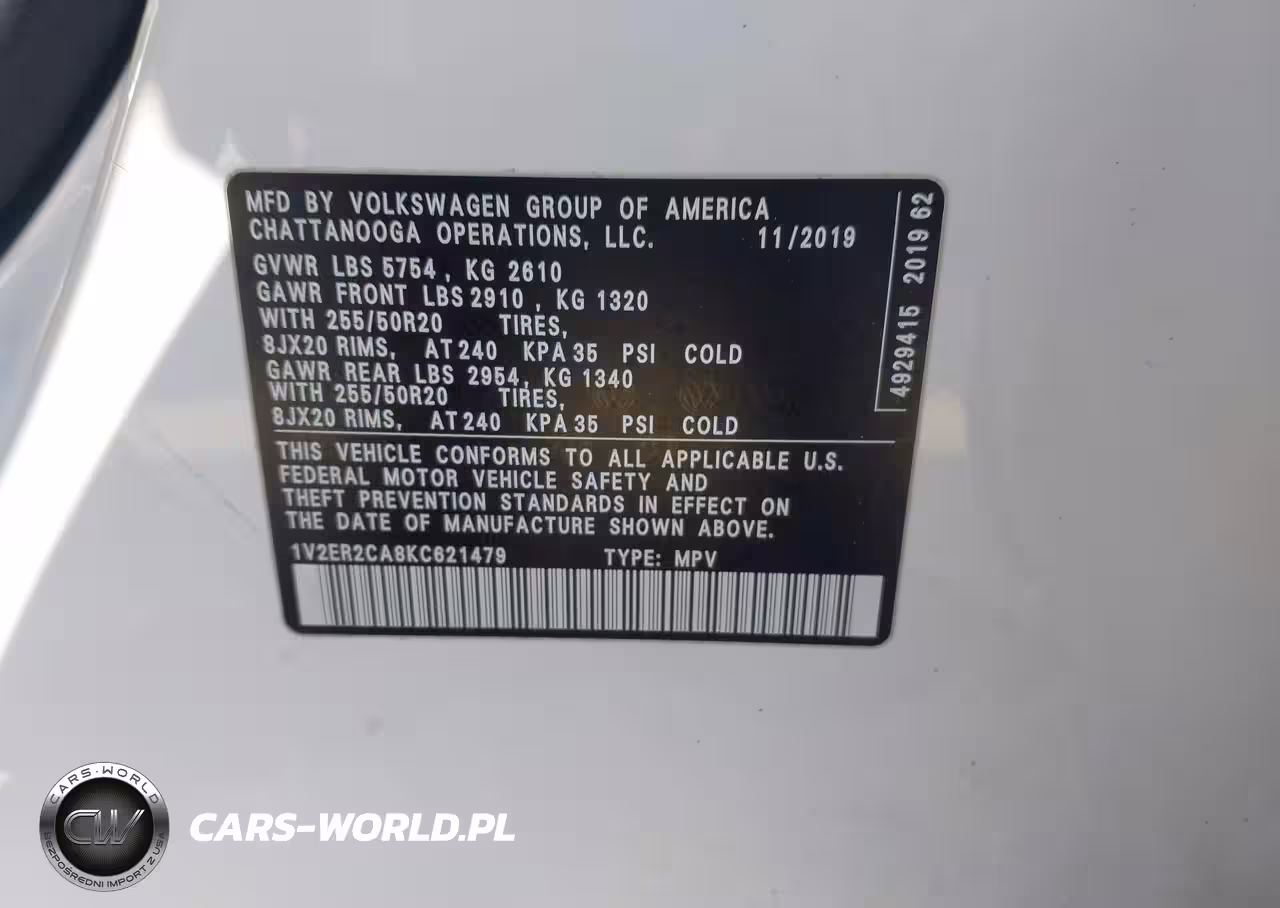 MFD BY VOLKSWAGEN GROUP OF AMERICA
CHATTANOOGA OPERATIONS, LLC. 11/2019
GVWR LBS 5754, KG 2610
GAWR FRONT LBS 2910, KG 1320
WITH 255/50R20 TIRES,
8JX20 RIMS, AT 240 KPA 35 PSI COLD
GAWR REAR LBS 2954, KG 1340
WITH 255/50R20 TIRES,
8JX20 RIMS, AT 240 KPA 35 PSI COLD
THIS VEHICLE CONFORMS TO ALL APPLICABLE U.S.
FEDERAL MOTOR VEHICLE SAFETY AND
THEFT PREVENTION STANDARDS IN EFFECT ON
THE DATE OF MANUFACTURE SHOWN ABOVE.
1V2ER2CA8KC621479 TYPE: MPV
4929415 2019 62
CARS-WORLD
CW
BEZPOŚREDNI IMPORT Z USA
CARS-WORLD.PL